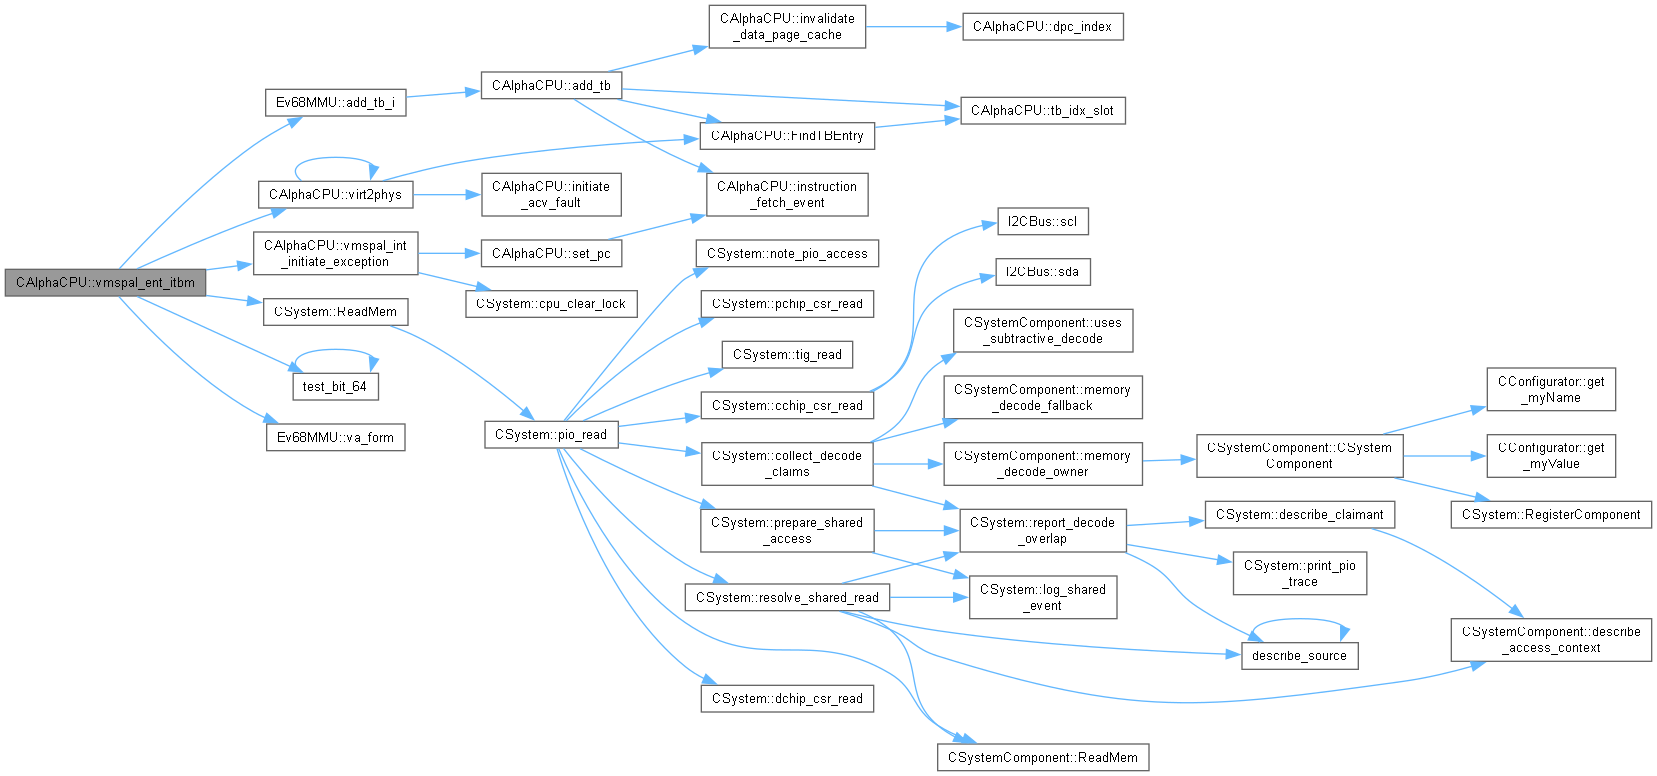 CAlphaCPU::vmspal_ent_itbm
Ev68MMU::add_tb_i
CAlphaCPU::virt2phys
CAlphaCPU::vmspal_int
_initiate_exception
CSystem::ReadMem
test_bit_64
Ev68MMU::va_form
CAlphaCPU::add_tb
CAlphaCPU::initiate
_acv_fault
CAlphaCPU::set_pc
CSystem::cpu_clear_lock
CSystem::pio_read
CAlphaCPU::invalidate
_data_page_cache
CAlphaCPU::FindTBEntry
CAlphaCPU::instruction
_fetch_event
CSystem::note_pio_access
CSystem::pchip_csr_read
CSystem::tig_read
CSystem::cchip_csr_read
CSystem::collect_decode
_claims
CSystem::prepare_shared
_access
CSystem::resolve_shared_read
CSystem::dchip_csr_read
CAlphaCPU::dpc_index
CAlphaCPU::tb_idx_slot
I2CBus::scl
I2CBus::sda
CSystemComponent::uses
_subtractive_decode
CSystemComponent::memory
_decode_fallback
CSystemComponent::memory
_decode_owner
CSystem::report_decode
_overlap
CSystem::log_shared
_event
CSystemComponent::ReadMem
CSystemComponent::CSystem
Component
CSystem::describe_claimant
CSystem::print_pio
_trace
describe_source
CConfigurator::get
_myName
CConfigurator::get
_myValue
CSystem::RegisterComponent
CSystemComponent::describe
_access_context